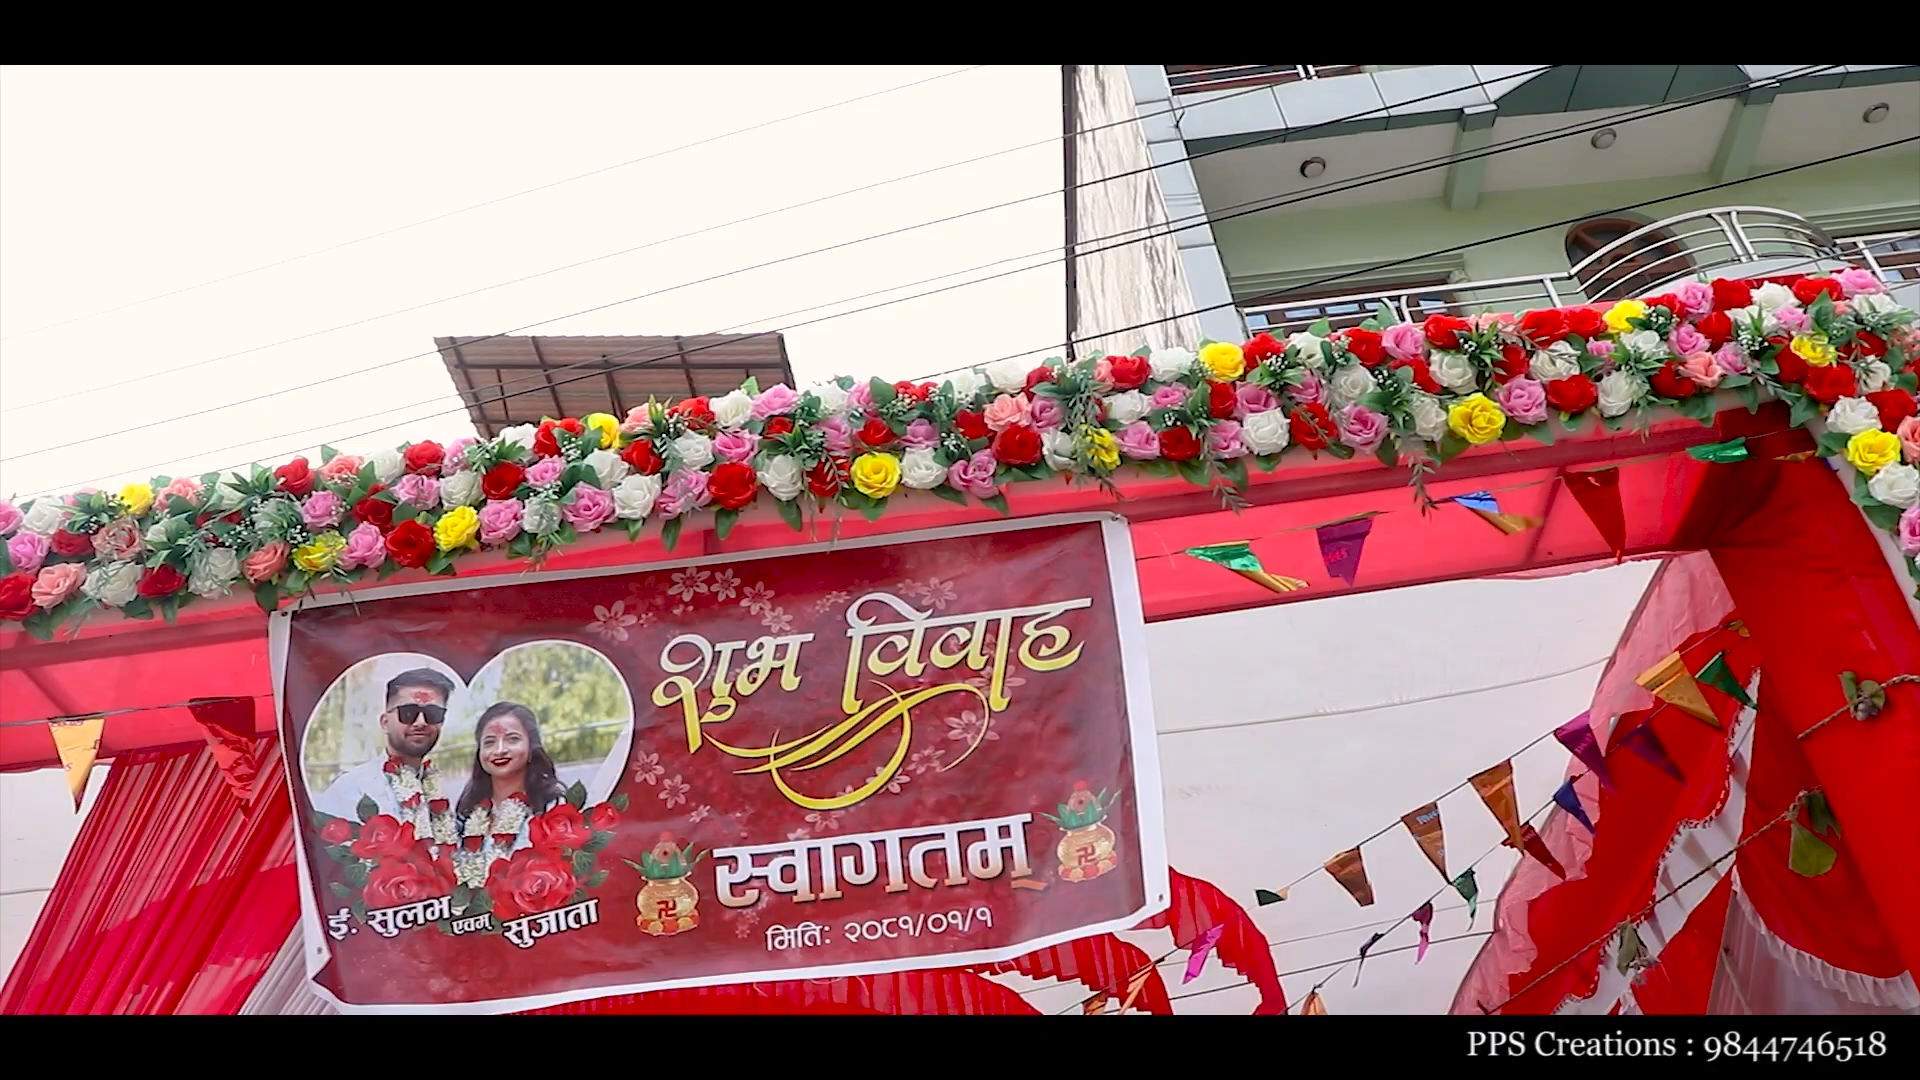 शुभ विवाह
स्वागतम्
मिति: २०८१/०१/१
ई. सुलभ एवम् सुंजाता
PPS Creations : 9844746518